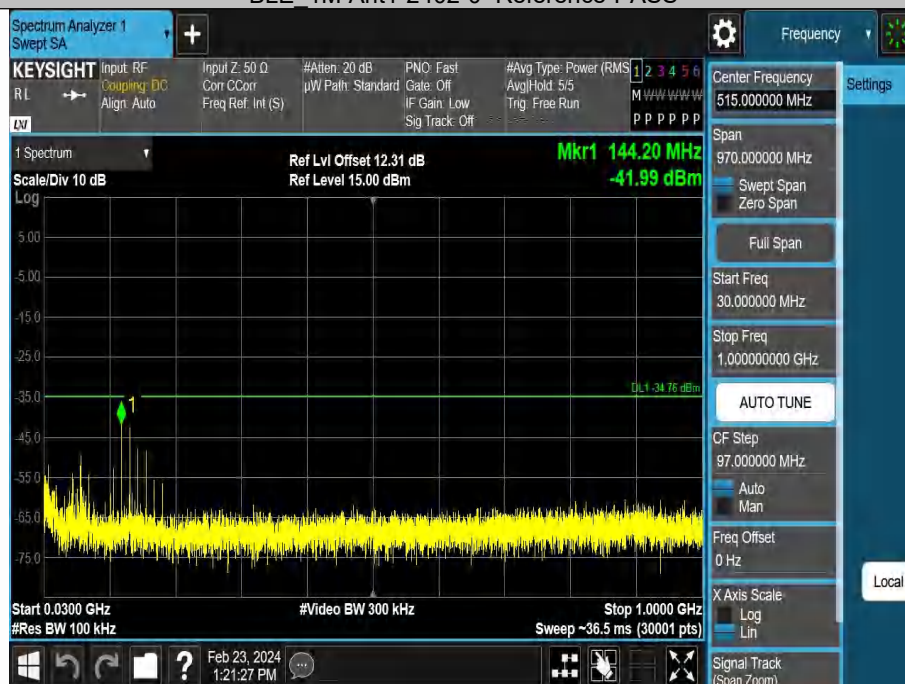 BLE_1M-Ant1-2402-0~Reference-PASS
Spectrum Analyzer 1
Swept SA
+
Frequency
KEYSIGHT
RL
LXI
Input: RF
Coupling: DC
Align: Auto
Input Z: 50 Ω
Corr CCorr
Freq Ref: Int (S)
#Atten: 20 dB
µW Path: Standard
PNO: Fast
Gate: Off
IF Gain: Low
Sig Track: Off
#Avg Type: Power (RMS
Avg|Hold: 5/5
Trig: Free Run
1 2 3 4 5 6
M W W W W W
P P P P P P
Center Frequency
515.000000 MHz
Settings
1 Spectrum
Scale/Div 10 dB
Log
Ref Lvl Offset 12.31 dB
Ref Level 15.00 dBm
Mkr1 144.20 MHz
-41.99 dBm
5.00
-5.00
-15.0
-25.0
-35.0
-45.0
-55.0
-65.0
-75.0
DL1 -34.76 dBm
1
Start 0.0300 GHz
#Res BW 100 kHz
#Video BW 300 kHz
Stop 1.0000 GHz
Sweep ~36.5 ms (30001 pts)
Span
970.000000 MHz
Swept Span
Zero Span
Full Span
Start Freq
30.000000 MHz
Stop Freq
1.000000000 GHz
AUTO TUNE
CF Step
97.000000 MHz
Auto
Man
Freq Offset
0 Hz
X Axis Scale
Log
Lin
Local
Signal Track
(Span Zoom)
?
Feb 23, 2024
1:21:27 PM